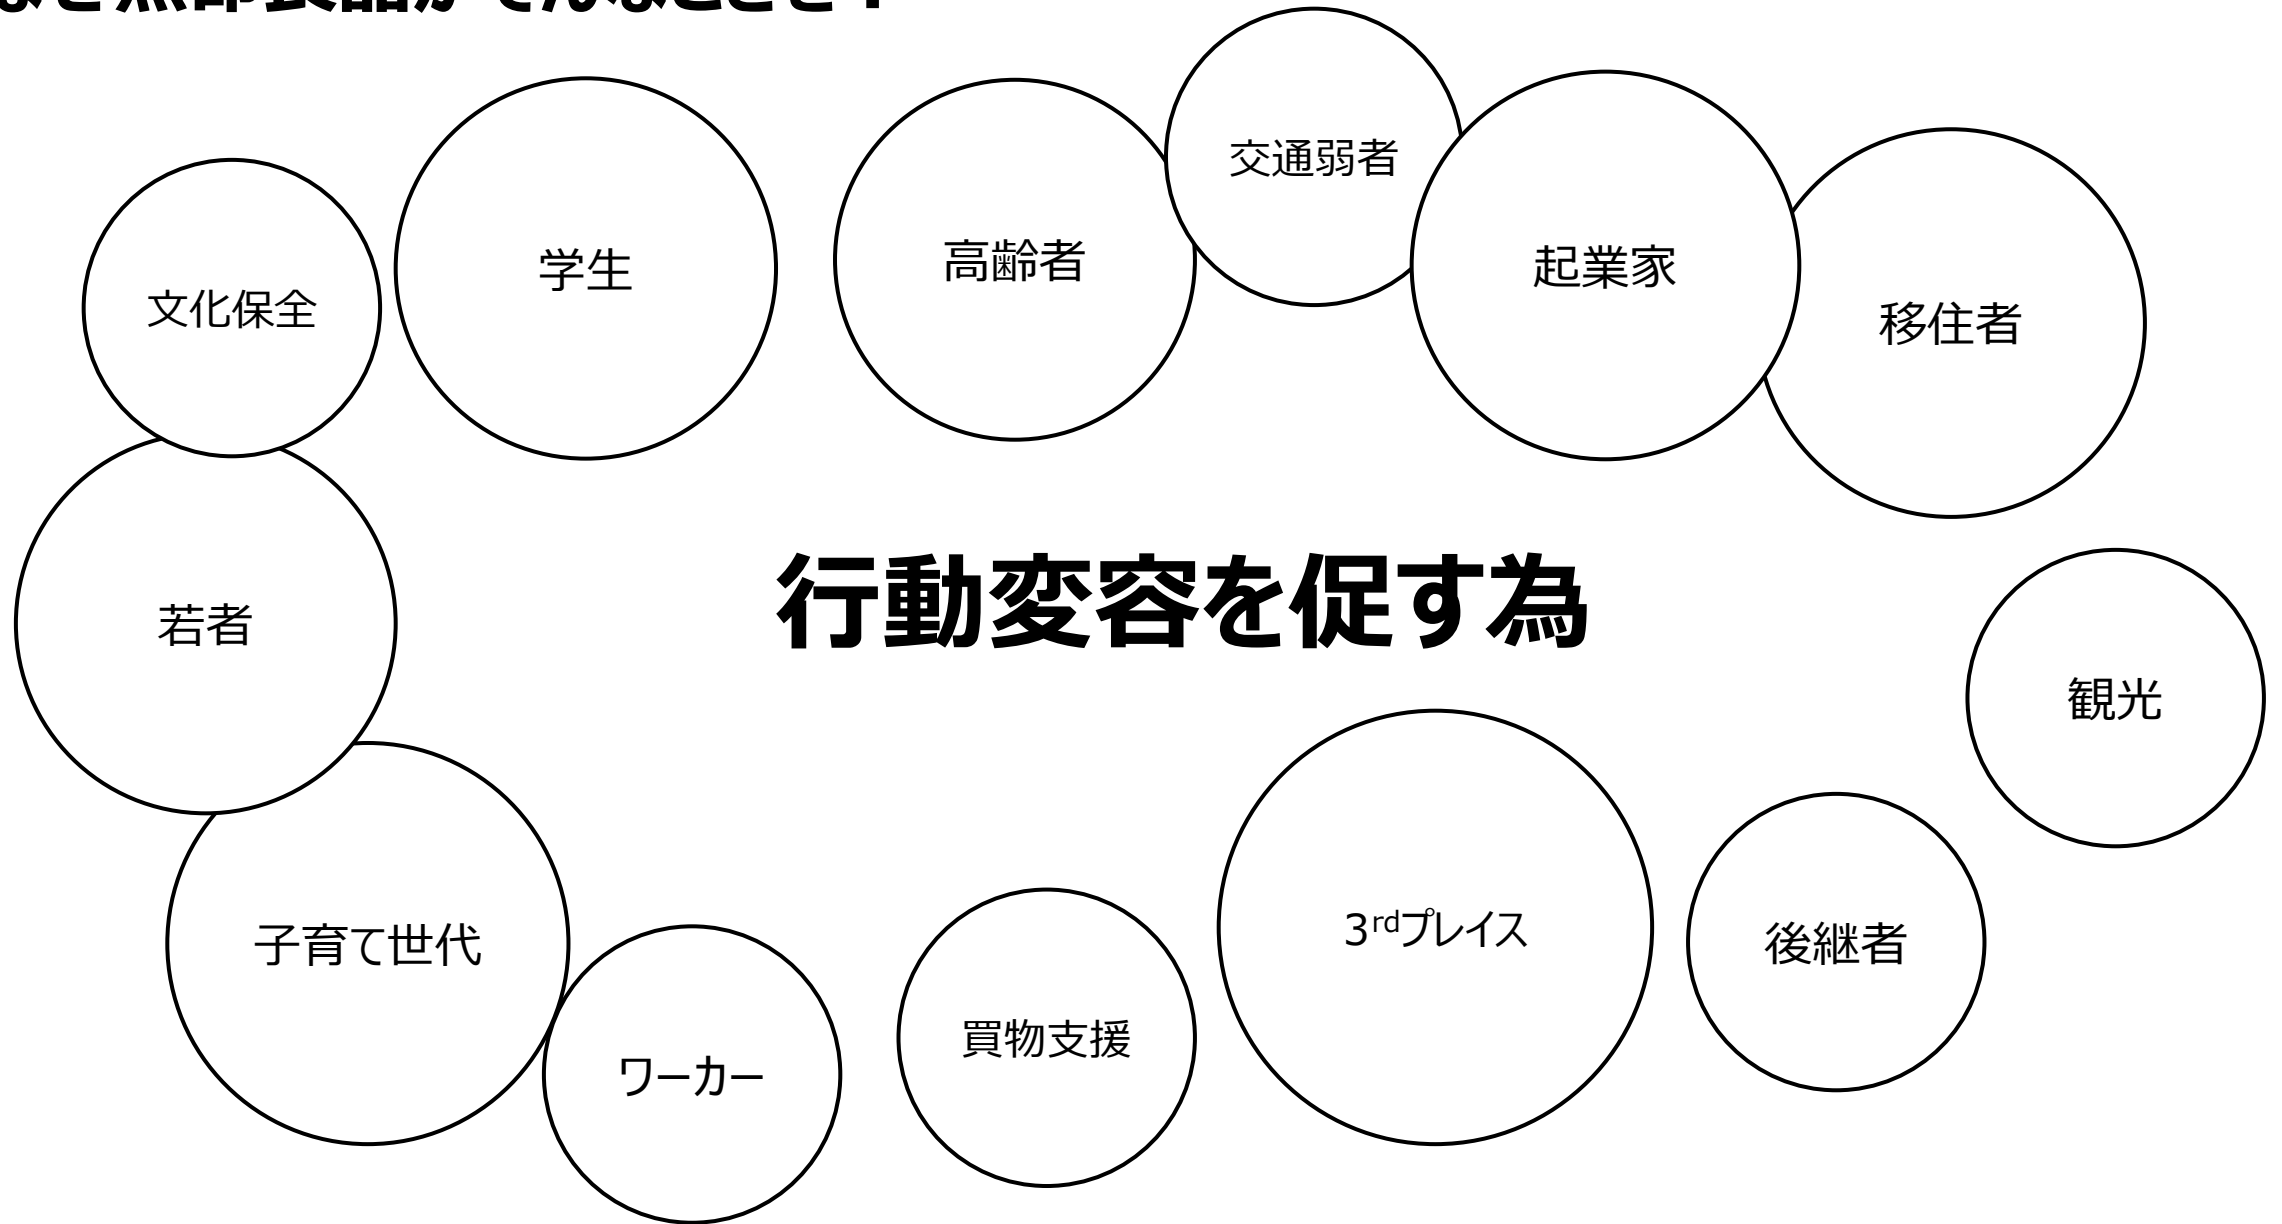 交通弱者
学生
高齢者
起業家
文化保全
移住者
行動変容を促す為
若者
観光
3rdプレイス
子育て世代
後継者
買物支援
ワーカー